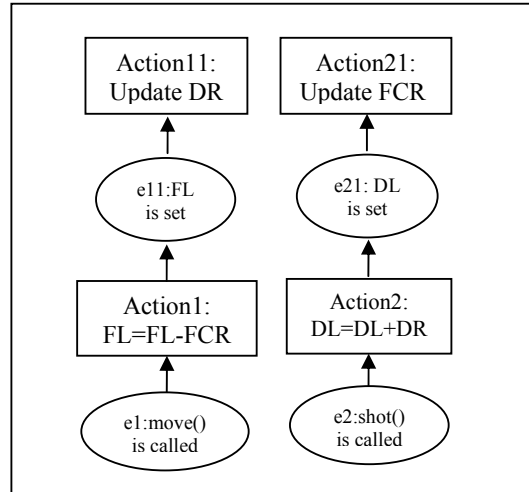 Action11:
Update DR
Action21:
Update FCR
e11:FL
is set
e21: DL
is set
Action1:
FL=FL-FCR
Action2:
DL=DL+DR
e1:move()
is called
e2:shot()
is called